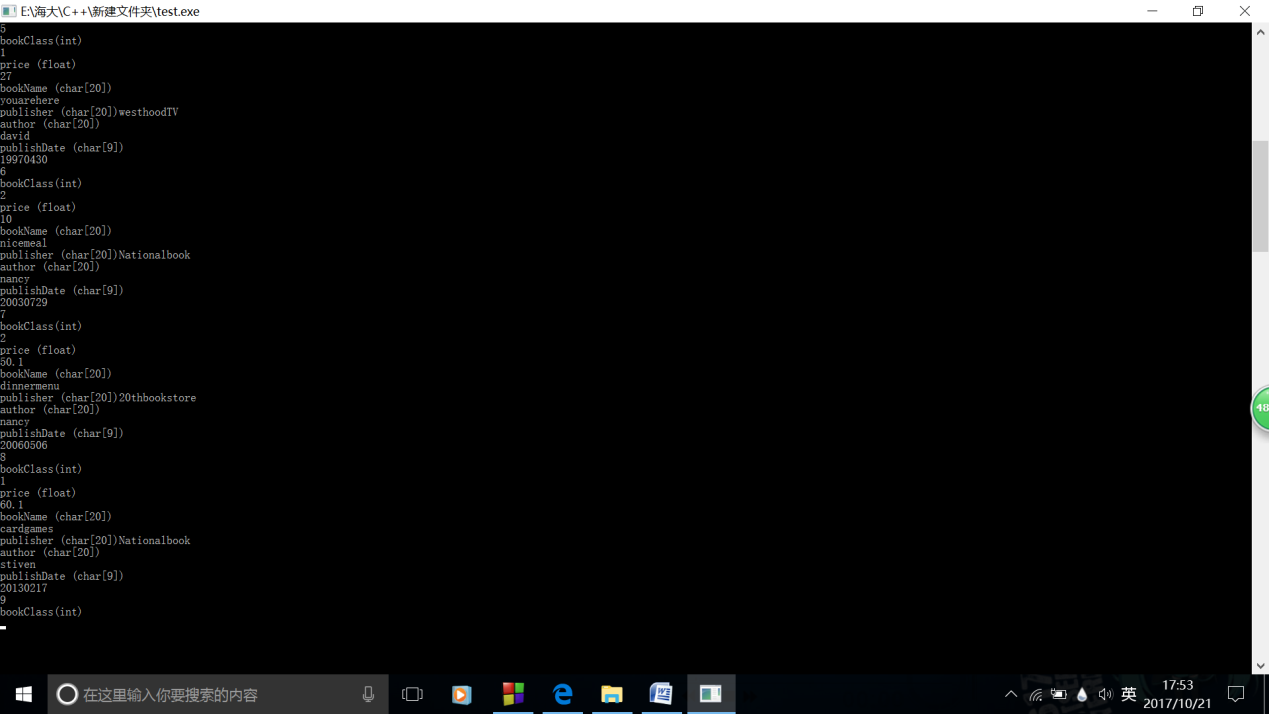 E:\海大\C++\新建文件夹\test.exe
5
bookClass(int)
1
price (float)
27
bookName (char[20])
youarehere
publisher (char[20])westhoodTV
author (char[20])
david
publishDate (char[9])
19970430
6
bookClass(int)
2
price (float)
10
bookName (char[20])
nicemeal
publisher (char[20])Nationalbook
author (char[20])
nancy
publishDate (char[9])
20030729
7
bookClass(int)
2
price (float)
50.1
bookName (char[20])
dinnermenu
publisher (char[20])20thbookstore
author (char[20])
nancy
publishDate (char[9])
20060506
8
bookClass(int)
1
price (float)
60.1
bookName (char[20])
cardgames
publisher (char[20])Nationalbook
author (char[20])
stiven
publishDate (char[9])
20130217
9
bookClass(int)
48
在这里输入你要搜索的内容
英
17:53
2017/10/21